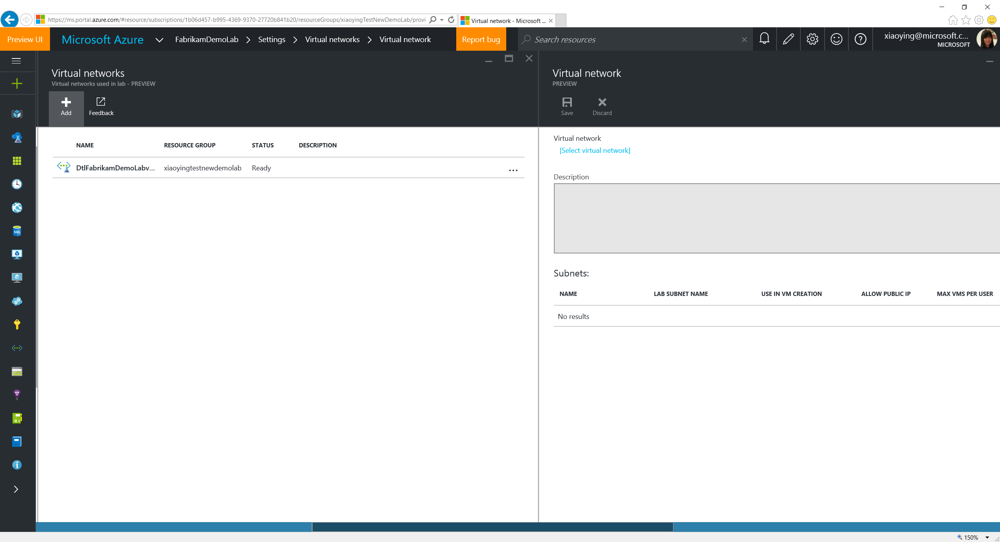 https://ms.portal.azure.com/#resource/subscriptions/1b06d457-b995-4369-9370-27720b841b20/resourceGroups/xiaoyingTestNewDemoLab/provi
Virtual network - Microsoft ...
Preview UI
Microsoft Azure
FabrikamDemoLab
Settings
Virtual networks
Virtual network
Report bug
Search resources
xiaoying@microsoft.c...
MICROSOFT
Virtual networks
Virtual networks used in lab - PREVIEW
Add
Feedback
NAME RESOURCE GROUP STATUS DESCRIPTION
DtlFabrikamDemoLabv... xiaoyingtestnewdemolab Ready ...
Virtual network
PREVIEW
Save
Discard
Virtual network
[Select virtual network]
Description
Subnets:
NAME LAB SUBNET NAME USE IN VM CREATION ALLOW PUBLIC IP MAX VMS PER USER
No results
SQL
150%